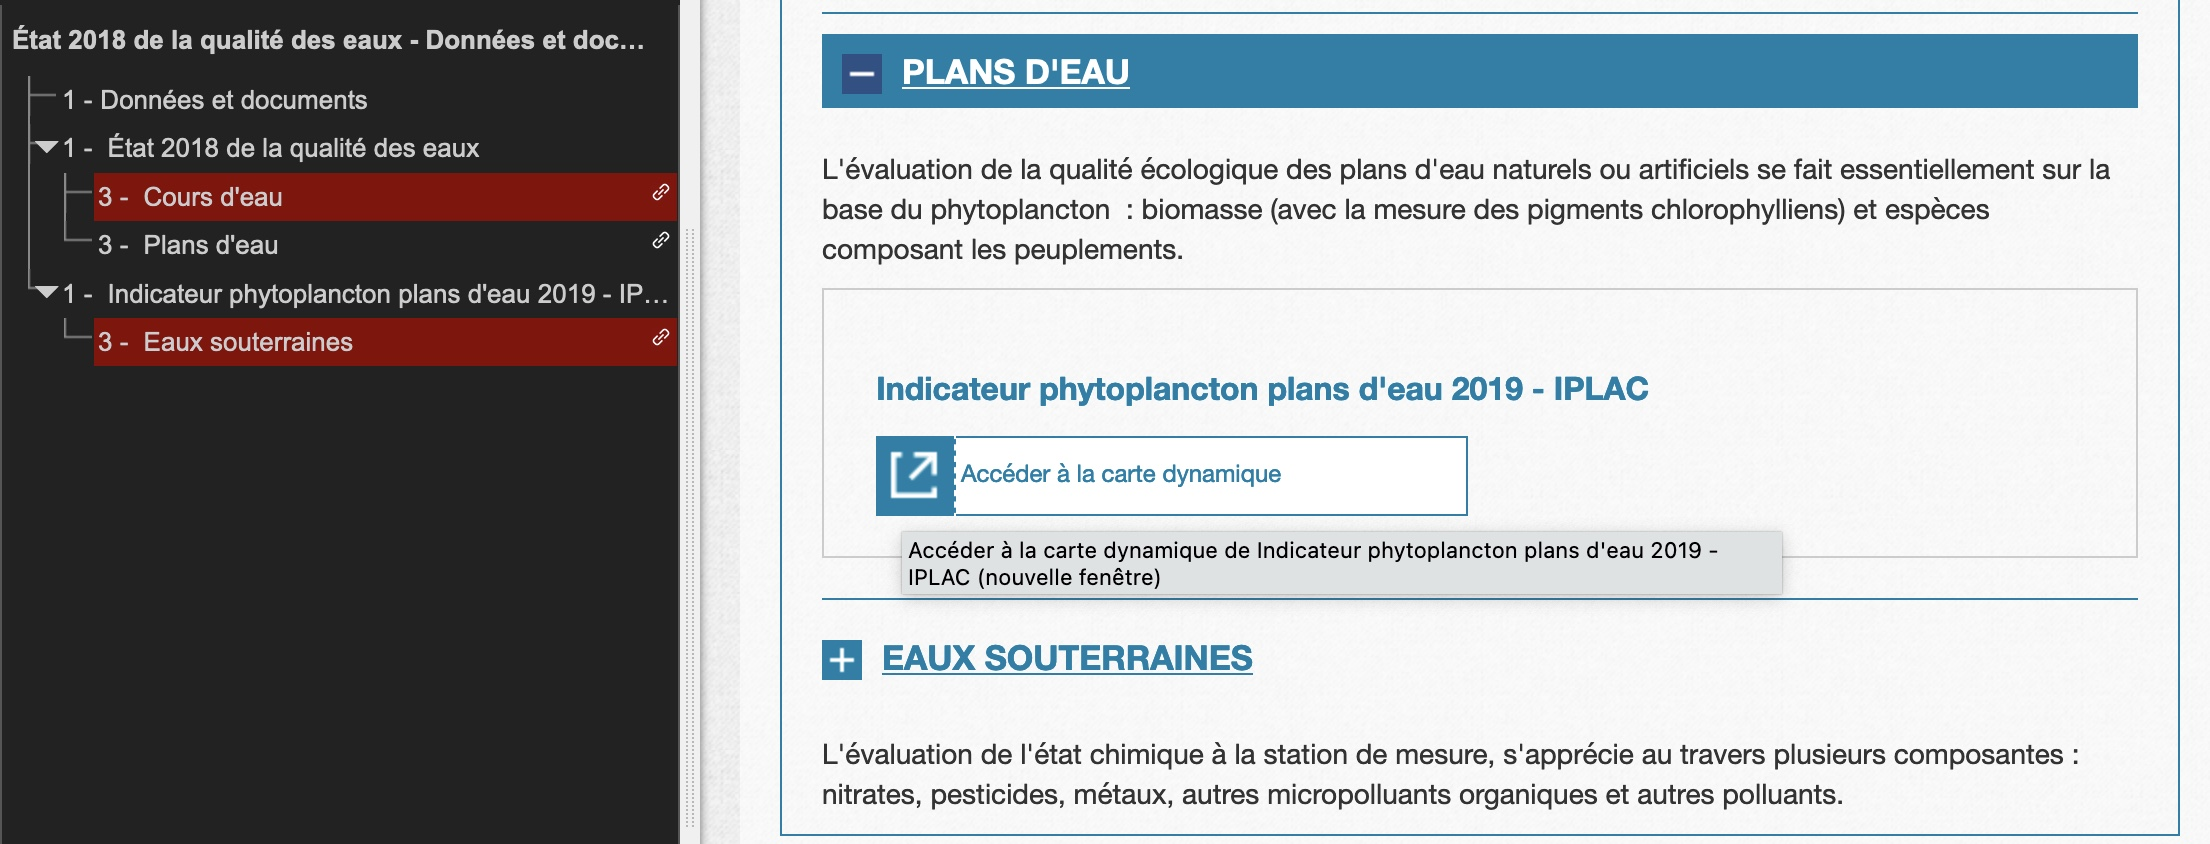 État 2018 de la qualité des eaux - Données et doc...
1 - Données et documents
1 - État 2018 de la qualité des eaux
3 - Cours d'eau
3 - Plans d'eau
1 - Indicateur phytoplancton plans d'eau 2019 - IP...
3 - Eaux souterraines
PLANS D'EAU
L'évaluation de la qualité écologique des plans d'eau naturels ou artificiels se fait essentiellement sur la
base du phytoplancton : biomasse (avec la mesure des pigments chlorophylliens) et espèces
composant les peuplements.
Indicateur phytoplancton plans d'eau 2019 - IPLAC
Accéder à la carte dynamique
Accéder à la carte dynamique de Indicateur phytoplancton plans d'eau 2019 -
IPLAC (nouvelle fenêtre)
EAUX SOUTERRAINES
L'évaluation de l'état chimique à la station de mesure, s'apprécie au travers plusieurs composantes :
nitrates, pesticides, métaux, autres micropolluants organiques et autres polluants.